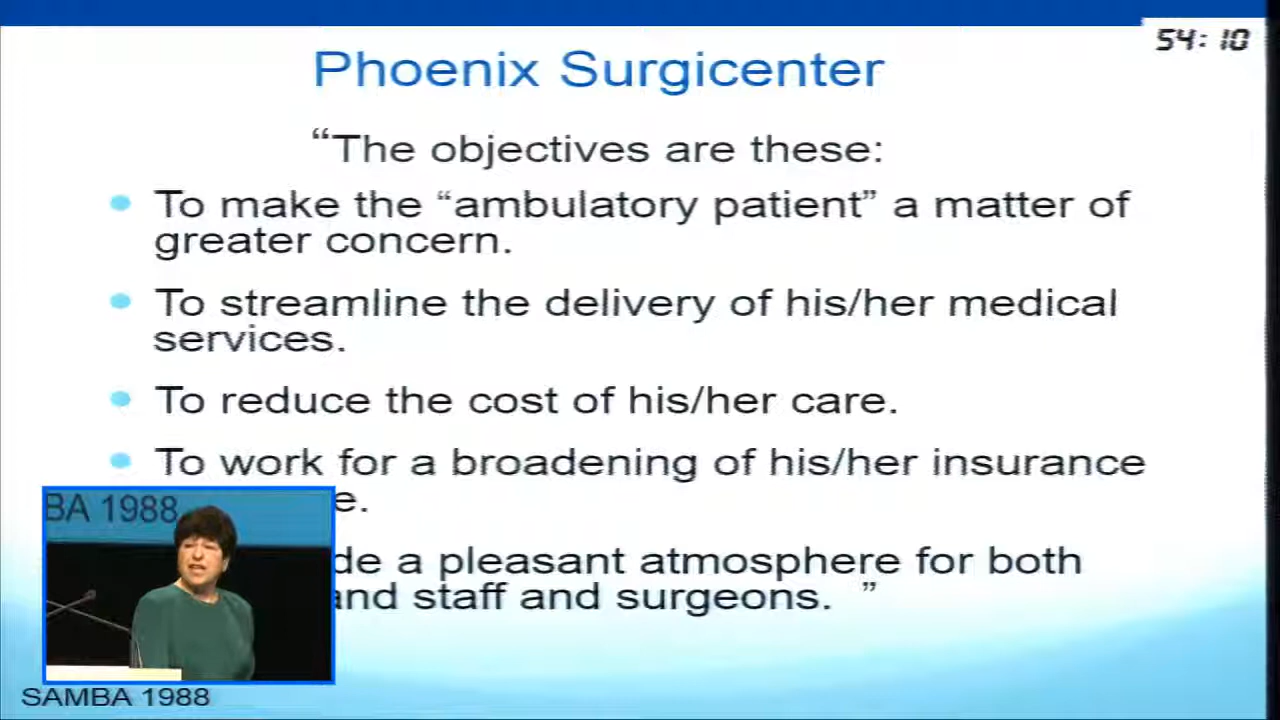 54:10
Phoenix Surgicenter
“The objectives are these:
To make the “ambulatory patient” a matter of
greater concern.
To streamline the delivery of his/her medical
services.
To reduce the cost of his/her care.
To work for a broadening of his/her insurance
e.
de a pleasant atmosphere for both
and staff and surgeons. ”
BA 1988
SAMBA 1988